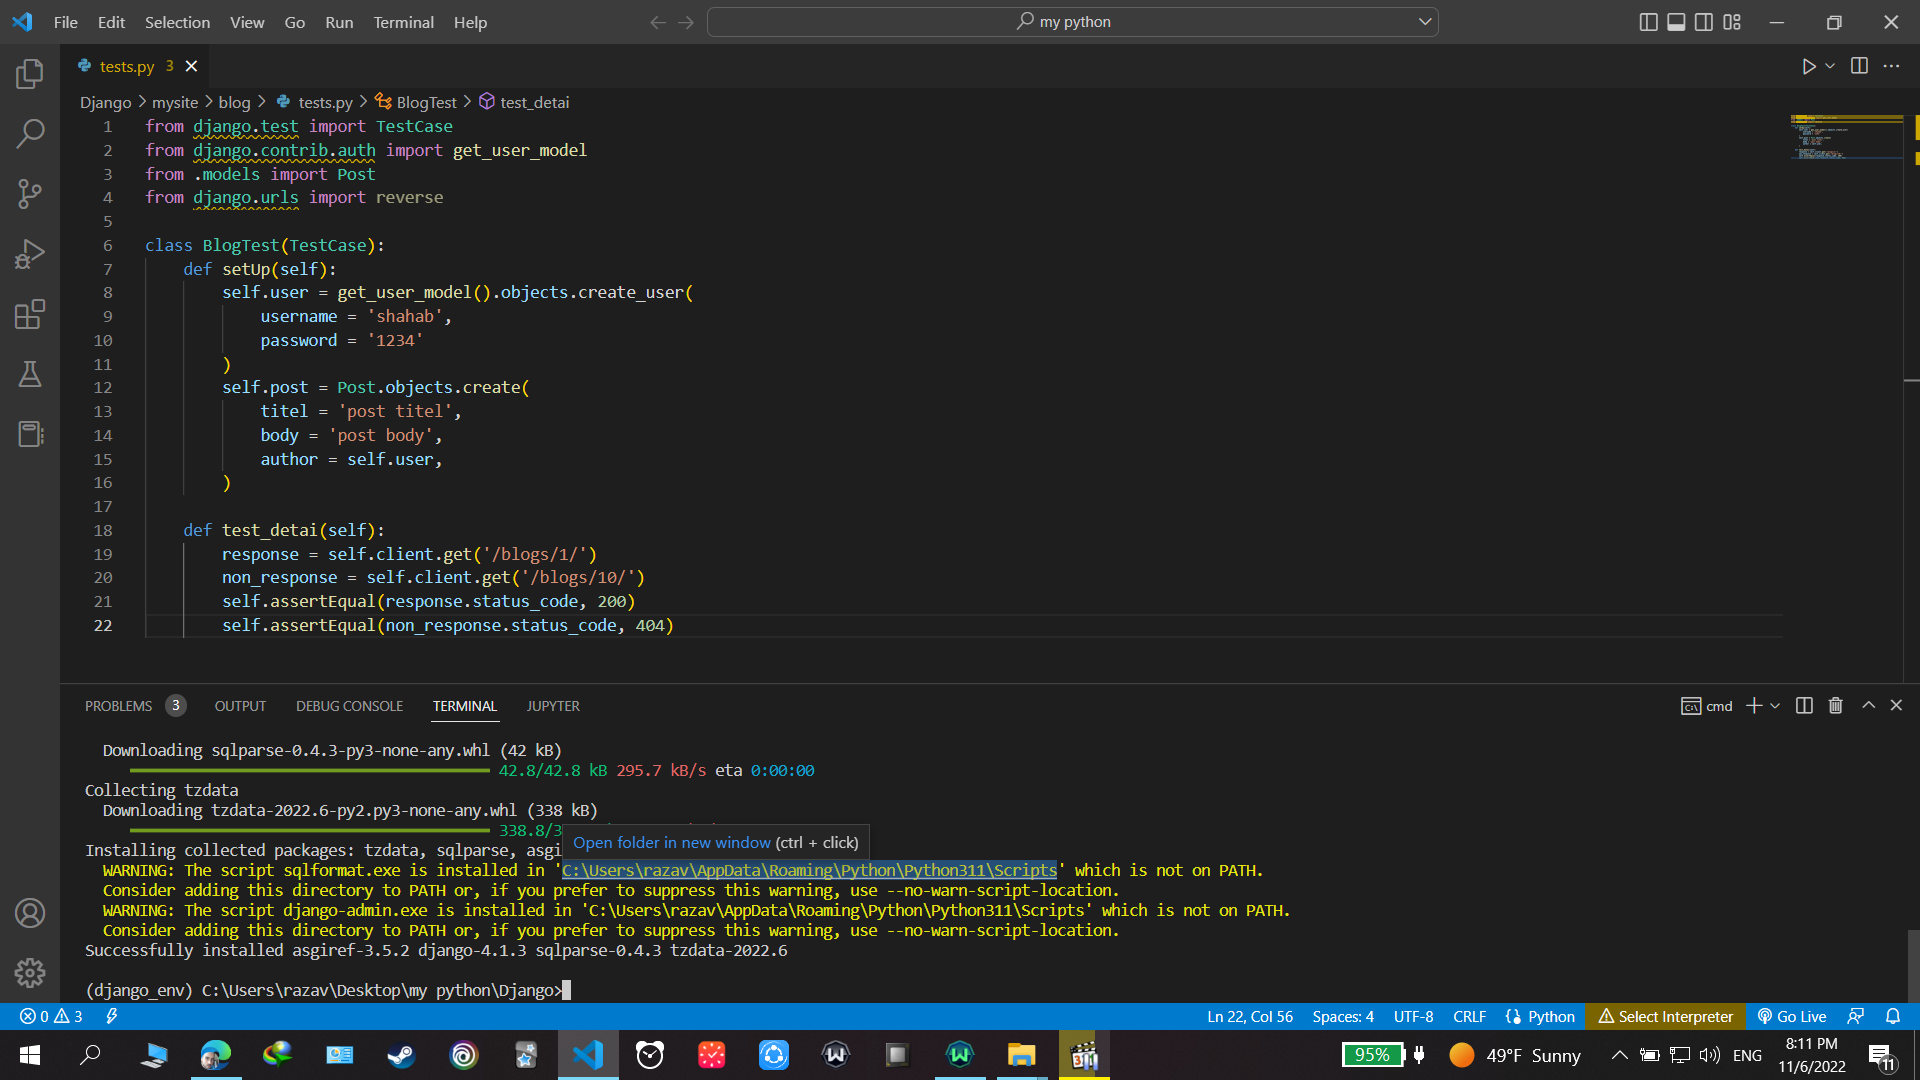 File Edit Selection View Go Run Terminal Help
my python
tests.py 3
Django > mysite > blog > tests.py > BlogTest > test_detai
1 from django.test import TestCase
2 from django.contrib.auth import get_user_model
3 from .models import Post
4 from django.urls import reverse
5
6 class BlogTest(TestCase):
7 def setUp(self):
8 self.user = get_user_model().objects.create_user(
9 username = 'shahab',
10 password = '1234'
11 )
12 self.post = Post.objects.create(
13 titel = 'post titel',
14 body = 'post body',
15 author = self.user,
16 )
17
18 def test_detai(self):
19 response = self.client.get('/blogs/1/')
20 non_response = self.client.get('/blogs/10/')
21 self.assertEqual(response.status_code, 200)
22 self.assertEqual(non_response.status_code, 404)
PROBLEMS 3 OUTPUT DEBUG CONSOLE TERMINAL JUPYTER
cmd
Downloading sqlparse-0.4.3-py3-none-any.whl (42 kB)
42.8/42.8 kB 295.7 kB/s eta 0:00:00
Collecting tzdata
Downloading tzdata-2022.6-py2.py3-none-any.whl (338 kB)
338.8/3
Open folder in new window (ctrl + click)
Installing collected packages: tzdata, sqlparse, asgi
WARNING: The script sqlformat.exe is installed in 'C:\Users\razav\AppData\Roaming\Python\Python311\Scripts' which is not on PATH.
Consider adding this directory to PATH or, if you prefer to suppress this warning, use --no-warn-script-location.
WARNING: The script django-admin.exe is installed in 'C:\Users\razav\AppData\Roaming\Python\Python311\Scripts' which is not on PATH.
Consider adding this directory to PATH or, if you prefer to suppress this warning, use --no-warn-script-location.
Successfully installed asgiref-3.5.2 django-4.1.3 sqlparse-0.4.3 tzdata-2022.6
(django_env) C:\Users\razav\Desktop\my python\Django>
0 3 Ln 22, Col 56 Spaces: 4 UTF-8 CRLF Python Select Interpreter Go Live
95% 49°F Sunny ENG 8:11 PM
11/6/2022 11